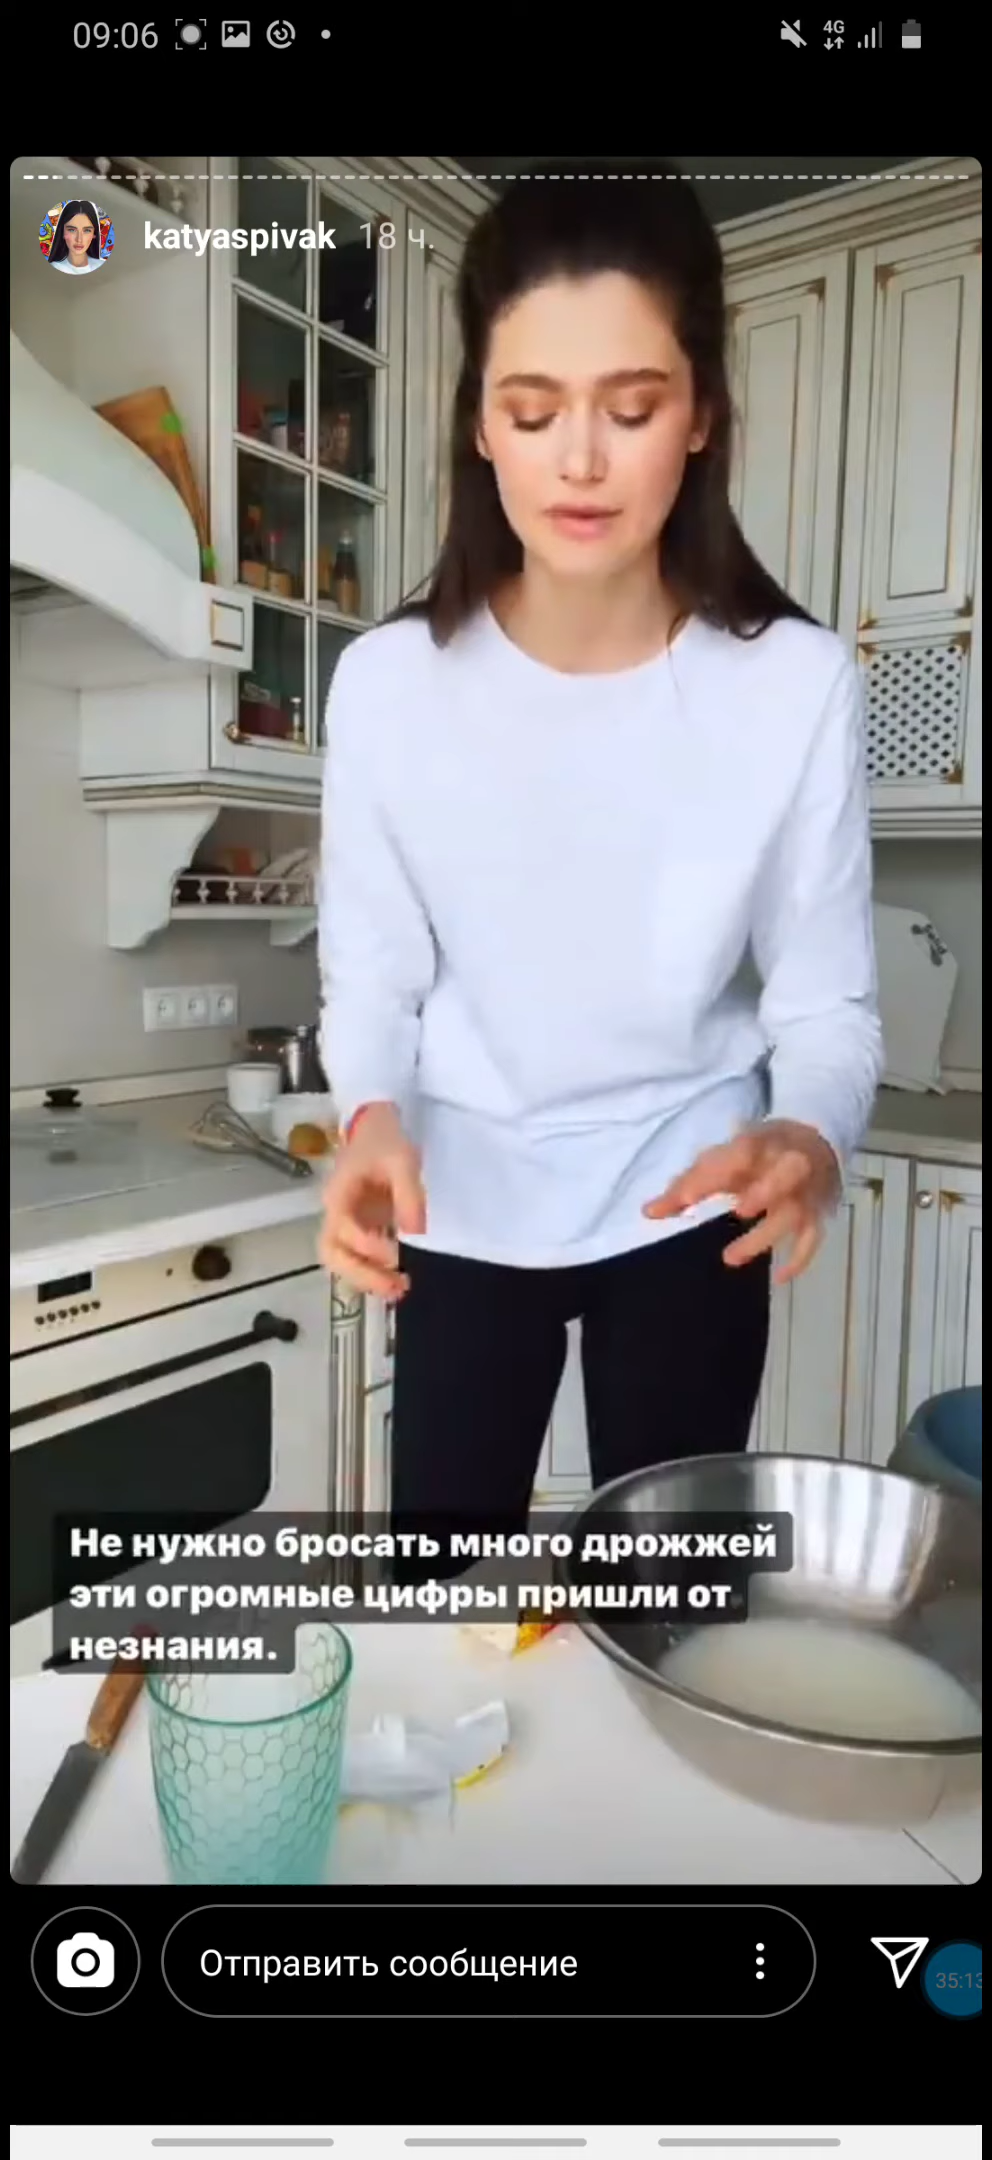 09:06
4G
katyaspivak 18 ч.
Не нужно бросать много дрожжей
эти огромные цифры пришли от
незнания.
Отправить сообщение
35:13